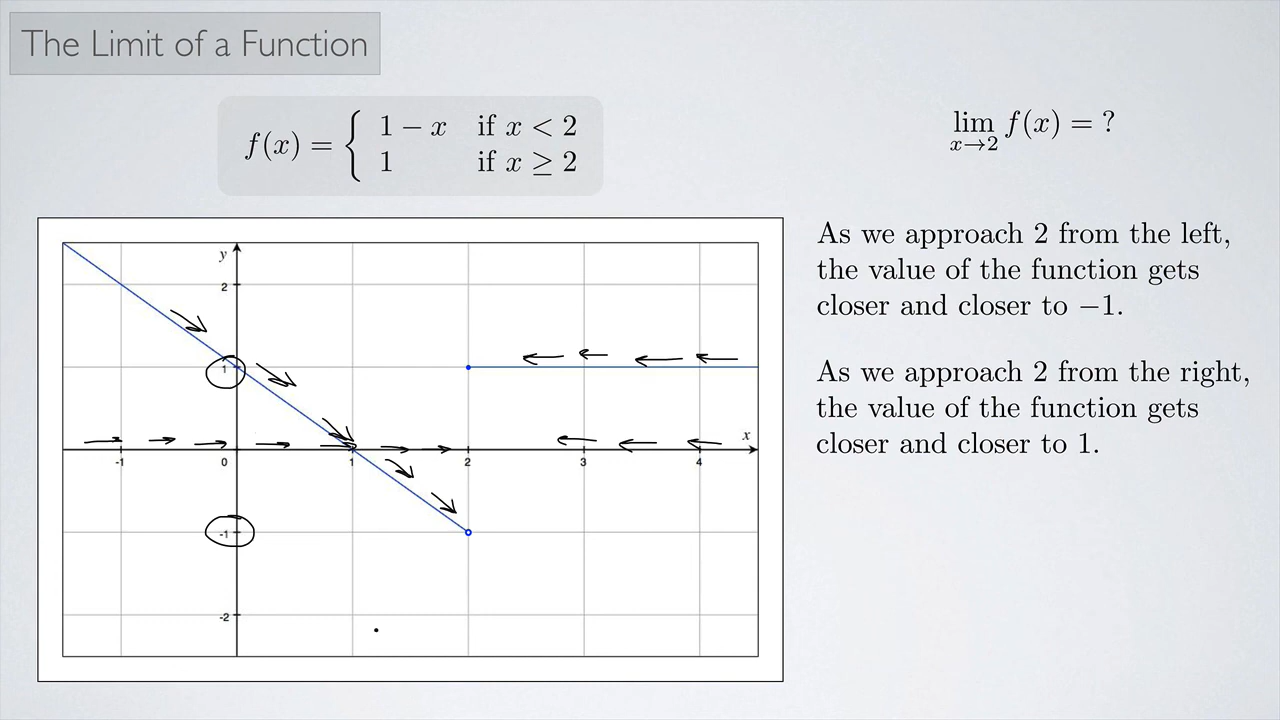 The Limit of a Function
f(x) = { 1 − x if x < 2
1 if x ≥ 2
lim f(x) = ?
x→2
As we approach 2 from the left,
the value of the function gets
closer and closer to −1.
As we approach 2 from the right,
the value of the function gets
closer and closer to 1.
y
2
1
x
-1 0 1 2 3 4
-1
-2